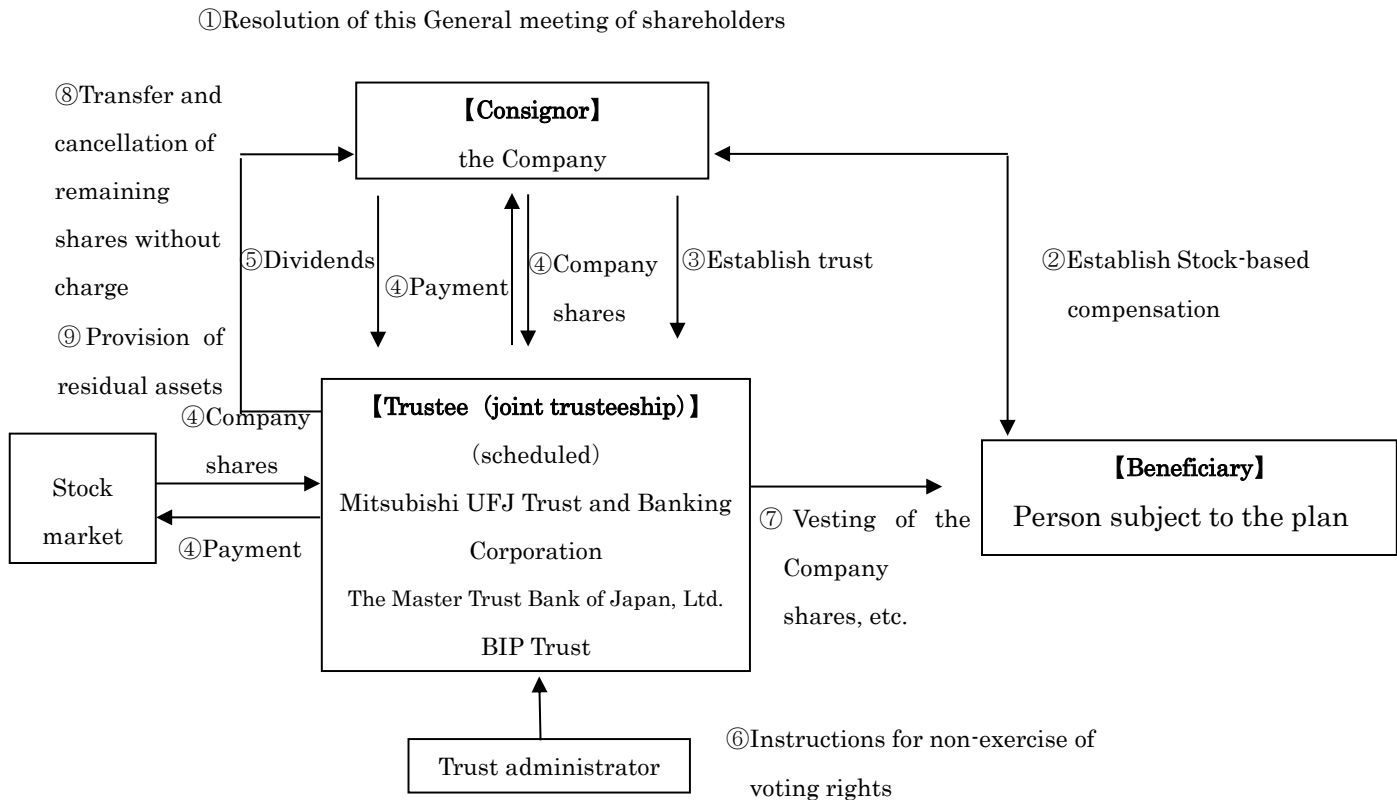 ①Resolution of this General meeting of shareholders
⑧Transfer and
cancellation of
remaining
shares without
charge
⑨Provision of
residual assets
【Consignor】
the Company
⑤Dividends
④Payment
④Company
shares
③Establish trust
②Establish Stock-based
compensation
④Company
shares
Stock
market
④Payment
【Trustee（joint trusteeship）】
（scheduled）
Mitsubishi UFJ Trust and Banking
Corporation
The Master Trust Bank of Japan, Ltd.
BIP Trust
⑦Vesting of the
Company
shares, etc.
【Beneficiary】
Person subject to the plan
Trust administrator
⑥Instructions for non-exercise of
voting rights